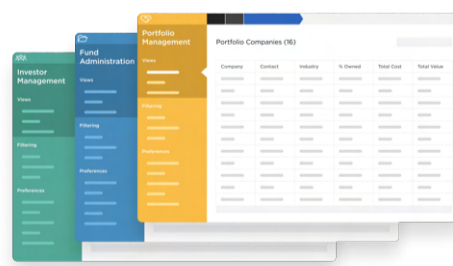 Investor
Management
Views
Filtering
Preferences
Fund
Administration
Views
Filtering
Preferences
Portfolio
Management
Views
Filtering
Preferences
Portfolio Companies (16)
Company Contact Industry % Owned Total Cost Total Value